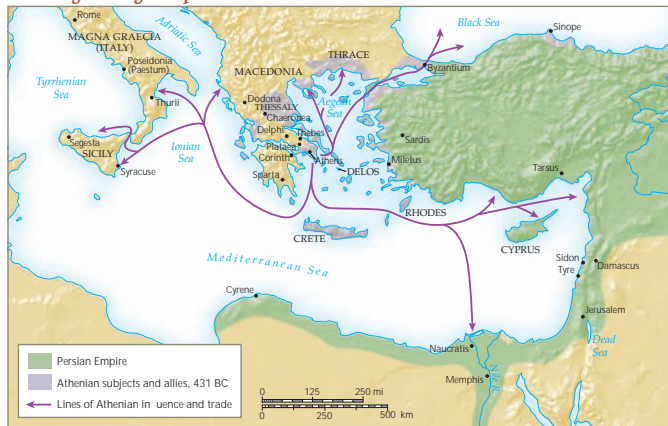 Rome
MAGNA GRAECIA
(ITALY)
Poseidonia
(Paestum)
Adriatic Sea
Tyrrhenian
Sea
Thurii
Segesta
SICILY
Syracuse
Ionian
Sea
MACEDONIA
THRACE
Black Sea
Sinope
Byzantium
Dodona
THESSALY
Chaeronea
Aegean
Sea
Delphi
Thebes
Plataea
Corinth
Athens
Sparta
DELOS
Sardis
Miletus
Tarsus
RHODES
CRETE
CYPRUS
Mediterranean Sea
Sidon
Tyre
Damascus
Cyrene
Jerusalem
Dead
Sea
Naucratis
Memphis
Nile R.
Persian Empire
Athenian subjects and allies, 431 BC
Lines of Athenian in uence and trade
0 125 250 mi
0 250 500 km